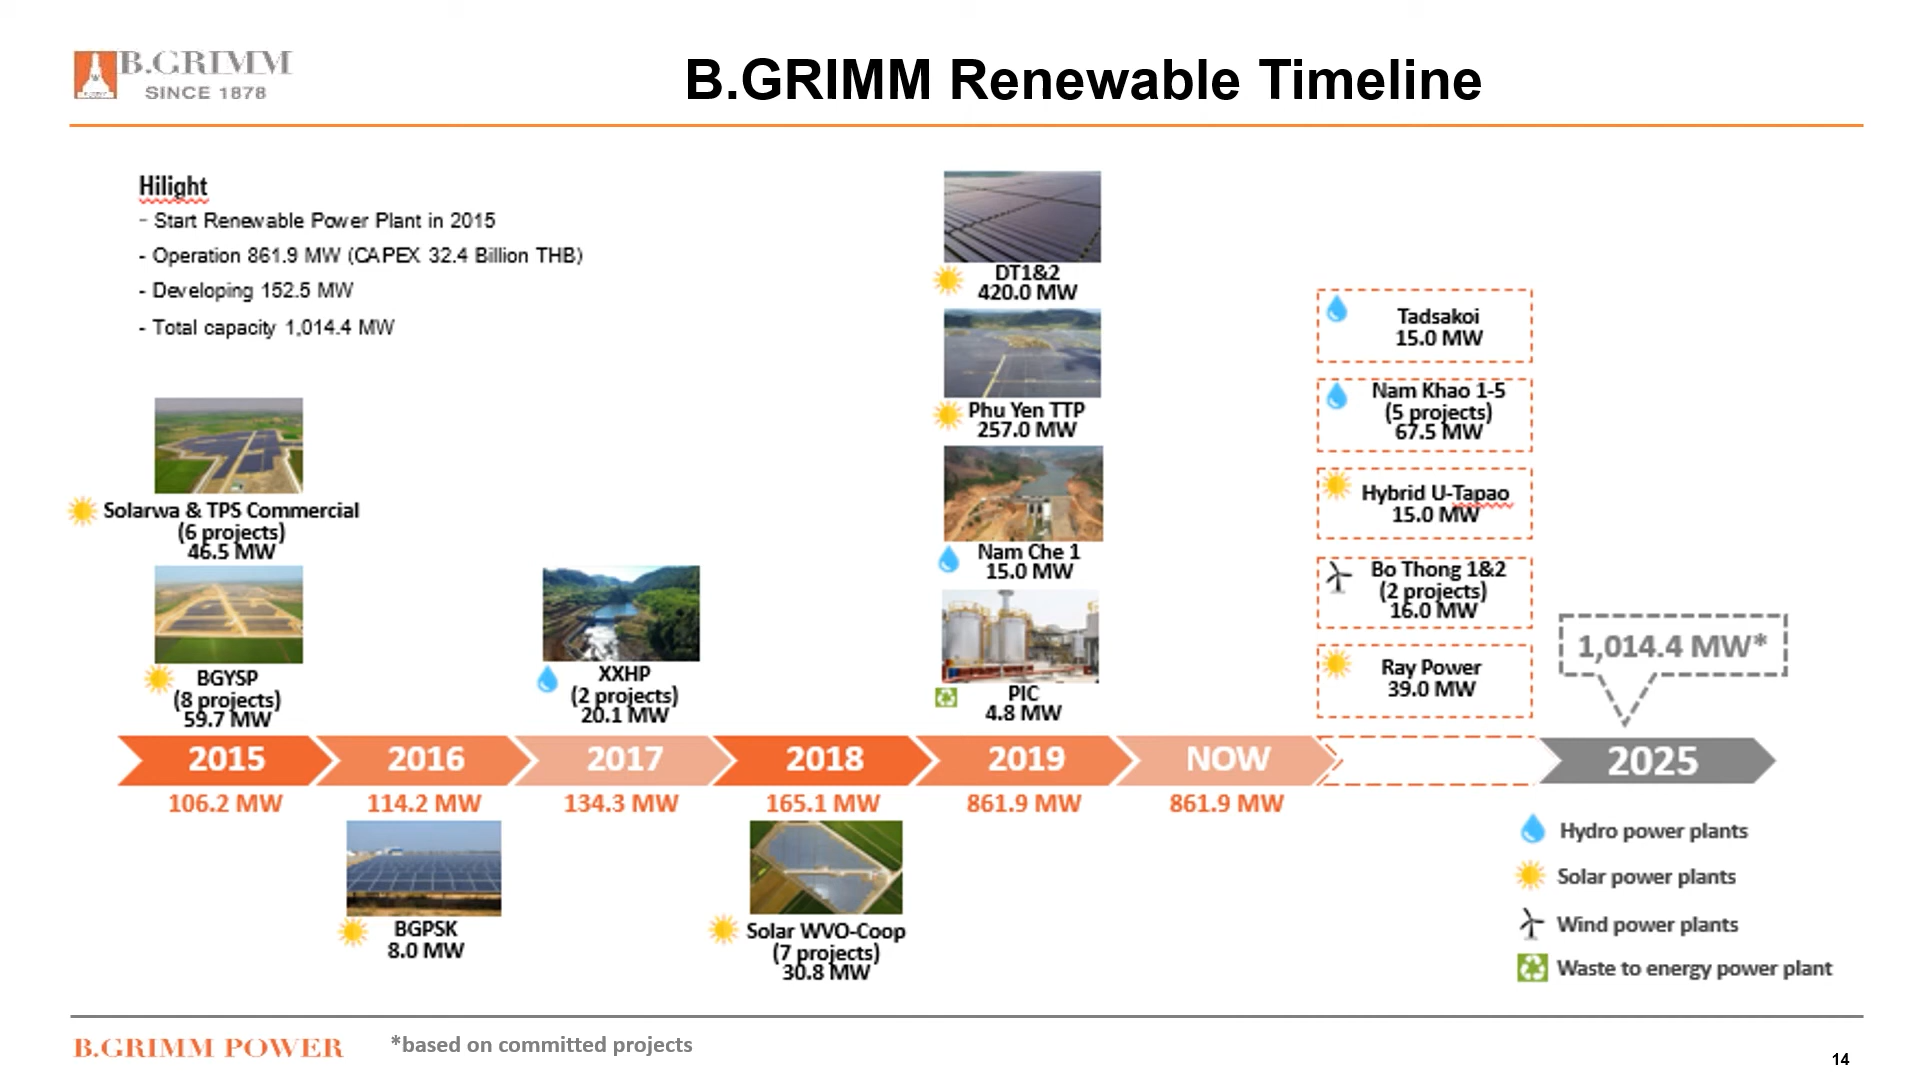 B.GRIMM
SINCE 1878
B.GRIMM Renewable Timeline
Hilight
- Start Renewable Power Plant in 2015
- Operation 861.9 MW (CAPEX 32.4 Billion THB)
- Developing 152.5 MW
- Total capacity 1,014.4 MW
Solarwa & TPS Commercial
(6 projects)
46.5 MW
BGYSP
(8 projects)
59.7 MW
XXHP
(2 projects)
20.1 MW
DT1&2
420.0 MW
Phu Yen TTP
257.0 MW
Nam Che 1
15.0 MW
PIC
4.8 MW
Tadsakoi
15.0 MW
Nam Khao 1-5
(5 projects)
67.5 MW
Hybrid U-Tapao
15.0 MW
Bo Thong 1&2
(2 projects)
16.0 MW
Ray Power
39.0 MW
1,014.4 MW*
2015 2016 2017 2018 2019 NOW 2025
106.2 MW 114.2 MW 134.3 MW 165.1 MW 861.9 MW 861.9 MW
BGPSK
8.0 MW
Solar WVO-Coop
(7 projects)
30.8 MW
Hydro power plants
Solar power plants
Wind power plants
Waste to energy power plant
B.GRIMM POWER
*based on committed projects
14